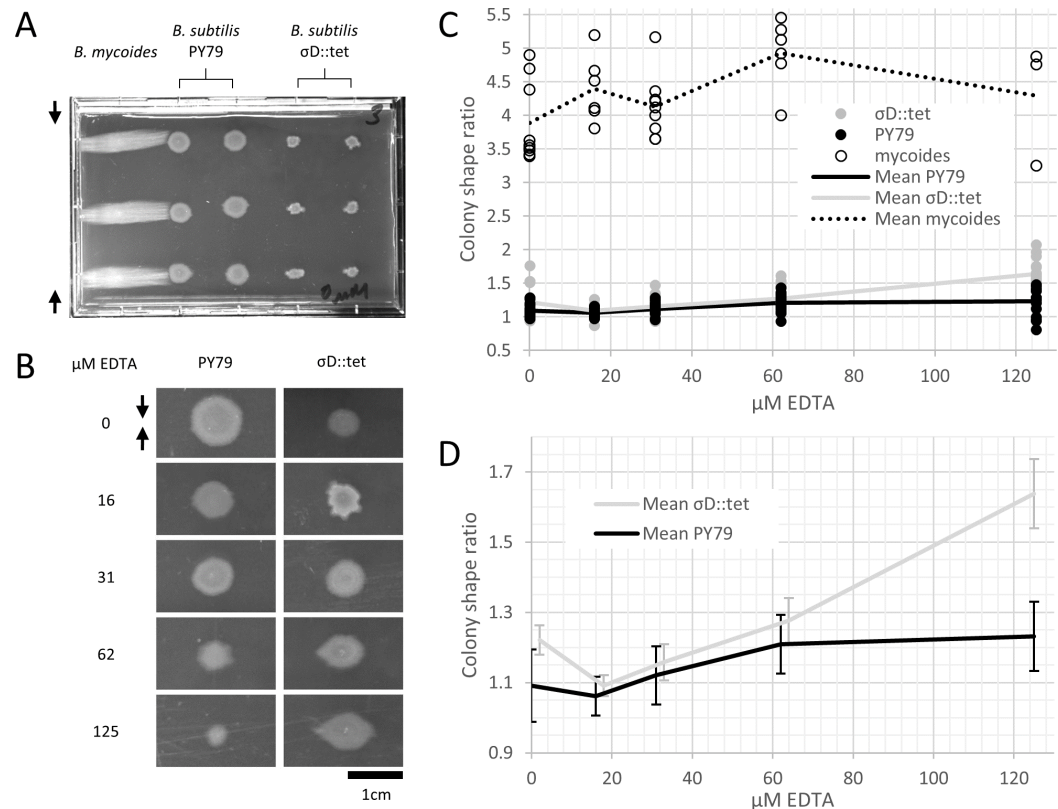 A
B. mycoides
B. subtilis
PY79
B. subtilis
σD::tet
3
B
µM EDTA
PY79
σD::tet
0
16
31
62
125
1cm
C
Colony shape ratio
5.5
5
4.5
4
3.5
3
2.5
2
1.5
1
0.5
0
20
40
60
80
100
120
µM EDTA
σD::tet
PY79
mycoides
Mean PY79
Mean σD::tet
Mean mycoides
D
Colony shape ratio
1.7
1.5
1.3
1.1
0.9
0
20
40
60
80
100
120
µM EDTA
Mean σD::tet
Mean PY79